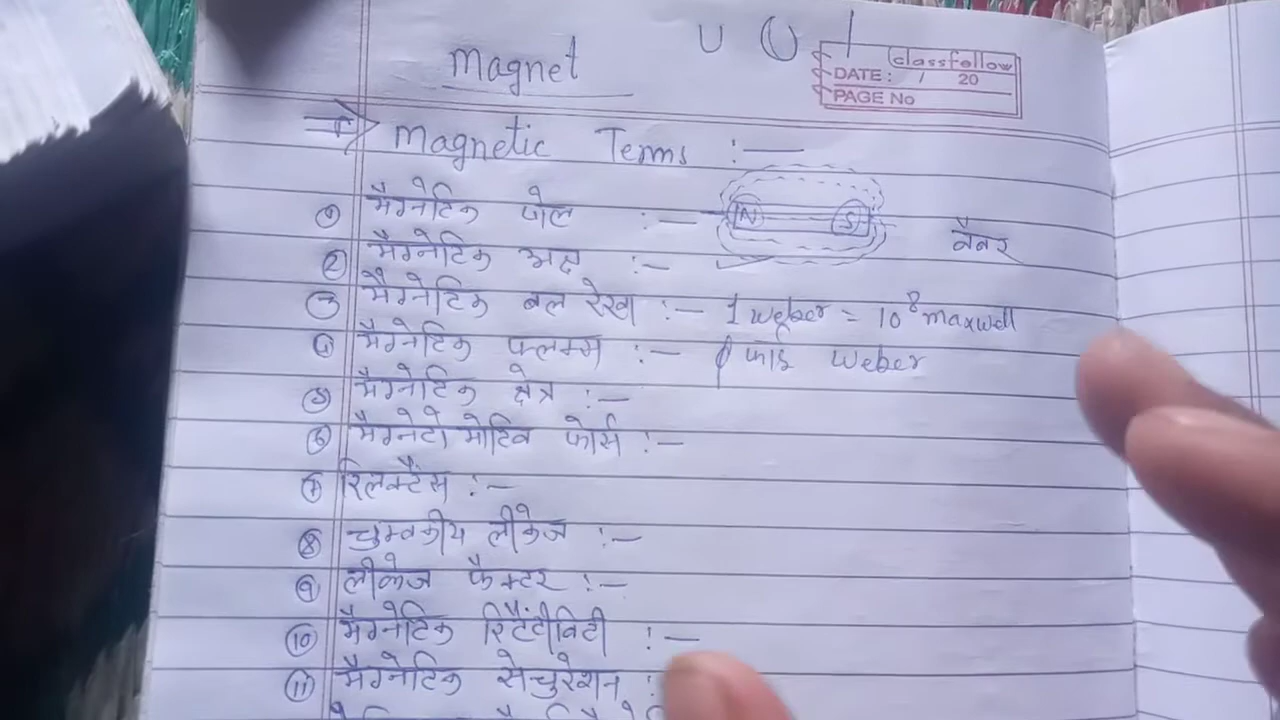 Magnet
classfellow
DATE: / 20
PAGE No
Magnetic Terms :—
① मैग्नेटिक पोल :— N S
वैबर
② मैग्नेटिक अक्ष :—
③ मैग्नेटिक बल रेखा :— 1 weber = 10⁸ maxwell
④ मैग्नेटिक फ्लक्स :— ϕ फाई weber
⑤ मैग्नेटिक क्षेत्र :—
⑥ मैग्नेटो मोटिव फोर्स :—
⑦ रिलक्टैंस :—
⑧ चुम्बकीय लीकेज :—
⑨ लीकेज फैक्टर :—
⑩ मैग्नेटिक रिटैंटीविटी :—
⑪ मैग्नेटिक सेचुरेशन :